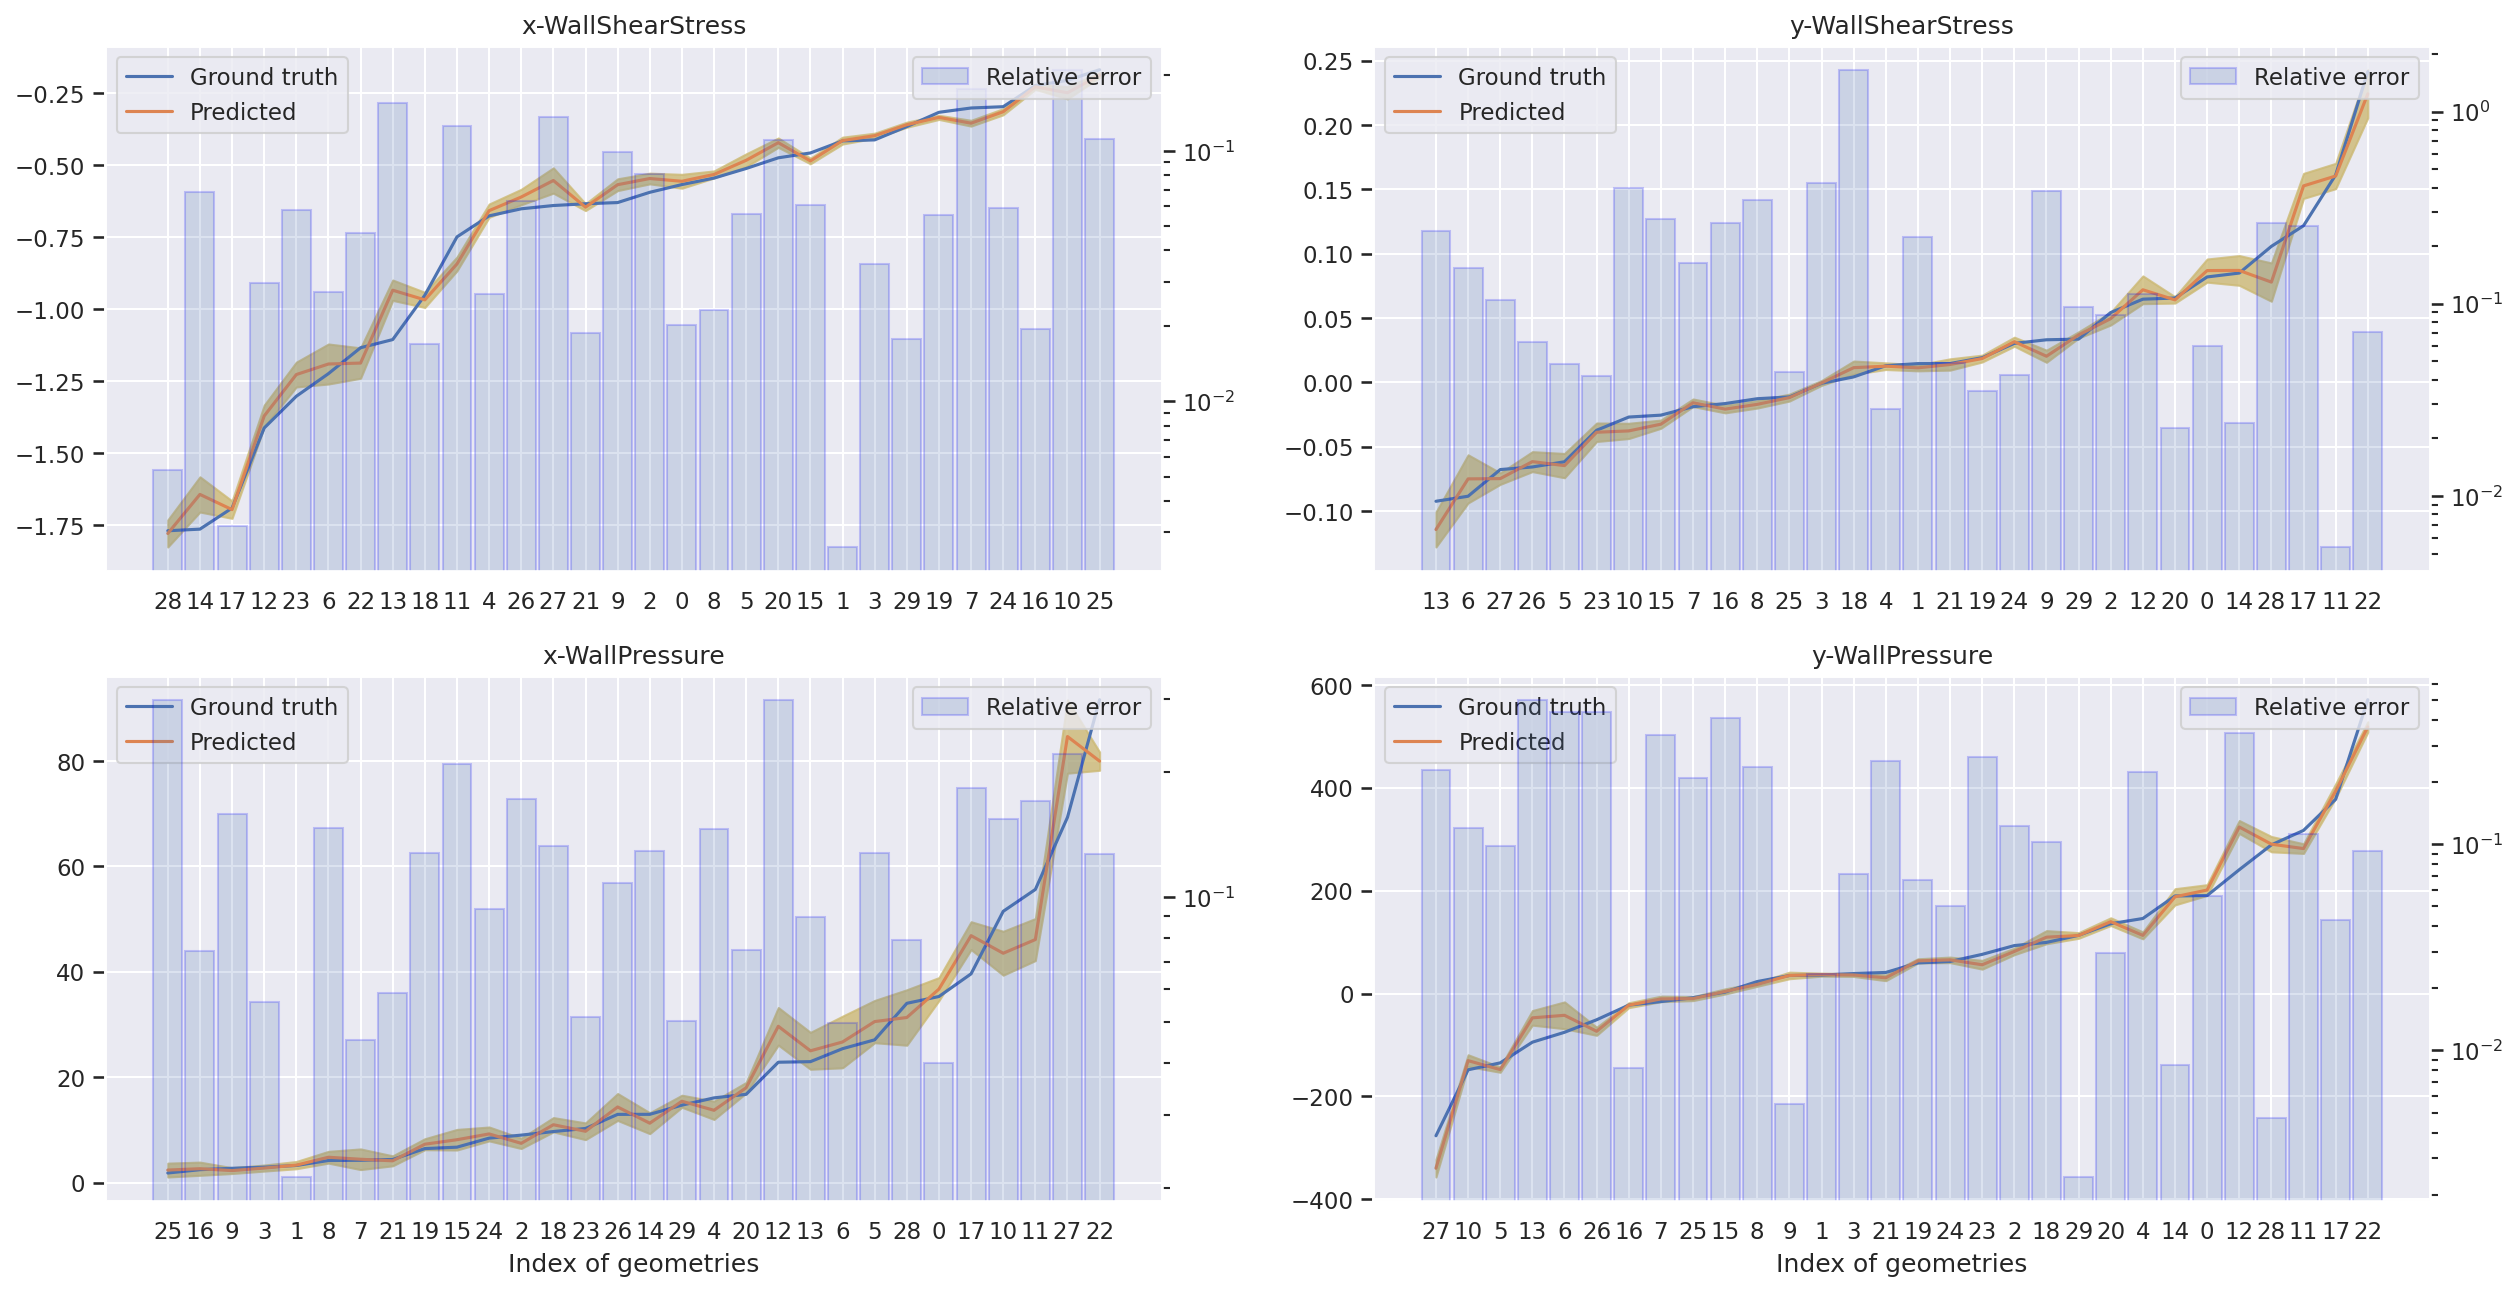 x-WallShearStress
Ground truth
Predicted
Relative error
−0.25
−0.50
−0.75
−1.00
−1.25
−1.50
−1.75
10⁻¹
10⁻²
28 14 17 12 23 6 22 13 18 11 4 26 27 21 9 2 0 8 5 20 15 1 3 29 19 7 24 16 10 25
y-WallShearStress
Ground truth
Predicted
Relative error
0.25
0.20
0.15
0.10
0.05
0.00
−0.05
−0.10
10⁰
10⁻¹
10⁻²
13 6 27 26 5 23 10 15 7 16 8 25 3 18 4 1 21 19 24 9 29 2 12 20 0 14 28 17 11 22
x-WallPressure
Ground truth
Predicted
Relative error
80
60
40
20
0
10⁻¹
25 16 9 3 1 8 7 21 19 15 24 2 18 23 26 14 29 4 20 12 13 6 5 28 0 17 10 11 27 22
Index of geometries
y-WallPressure
Ground truth
Predicted
Relative error
600
400
200
0
−200
−400
10⁻¹
10⁻²
27 10 5 13 6 26 16 7 25 15 8 9 1 3 21 19 24 23 2 18 29 20 4 14 0 12 28 11 17 22
Index of geometries